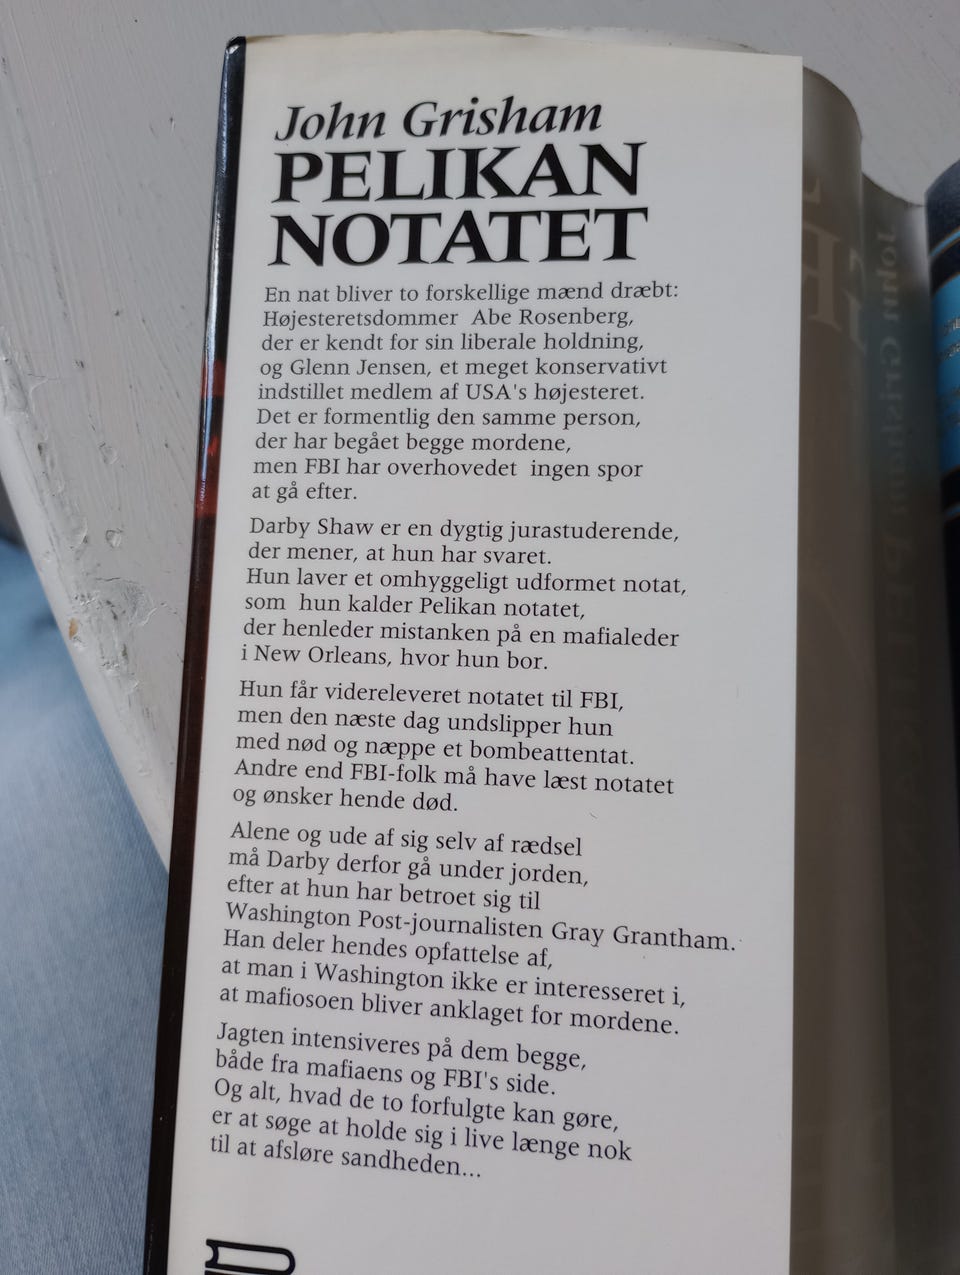 John Grisham
PELIKAN
NOTATET
En nat bliver to forskellige mænd dræbt:
Højesteretsdommer Abe Rosenberg,
der er kendt for sin liberale holdning,
og Glenn Jensen, et meget konservativt
indstillet medlem af USA's højesteret.
Det er formentlig den samme person,
der har begået begge mordene,
men FBI har overhovedet ingen spor
at gå efter.
Darby Shaw er en dygtig jurastuderende,
der mener, at hun har svaret.
Hun laver et omhyggeligt udformet notat,
som hun kalder Pelikan notatet,
der henleder mistanken på en mafialeder
i New Orleans, hvor hun bor.
Hun får videreleveret notatet til FBI,
men den næste dag undslipper hun
med nød og næppe et bombeattentat.
Andre end FBI-folk må have læst notatet
og ønsker hende død.
Alene og ude af sig selv af rædsel
må Darby derfor gå under jorden,
efter at hun har betroet sig til
Washington Post-journalisten Gray Grantham.
Han deler hendes opfattelse af,
at man i Washington ikke er interesseret i,
at mafiosoen bliver anklaget for mordene.
Jagten intensiveres på dem begge,
både fra mafiaens og FBI's side.
Og alt, hvad de to forfulgte kan gøre,
er at søge at holde sig i live længe nok
til at afsløre sandheden...
John Grisham